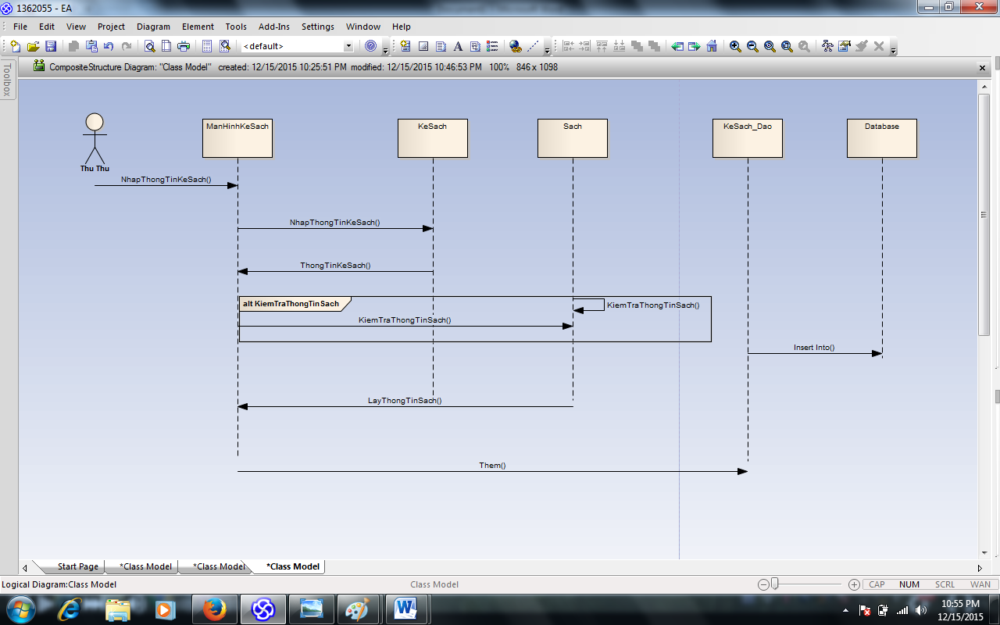 1362055 - EA
File Edit View Project Diagram Element Tools Add-Ins Settings Window Help
<default>
Toolbox
CompositeStructure Diagram: "Class Model" created: 12/15/2015 10:25:51 PM modified: 12/15/2015 10:46:53 PM 100% 846 x 1098
ManHinhKeSach KeSach Sach KeSach_Dao Database
Thu Thu
NhapThongTinKeSach()
NhapThongTinKeSach()
ThongTinKeSach()
alt KiemTraThongTinSach
KiemTraThongTinSach()
KiemTraThongTinSach()
Insert Into()
LayThongTinSach()
Them()
Start Page *Class Model *Class Model *Class Model
Logical Diagram:Class Model Class Model CAP NUM SCRL WAN
10:55 PM
12/15/2015